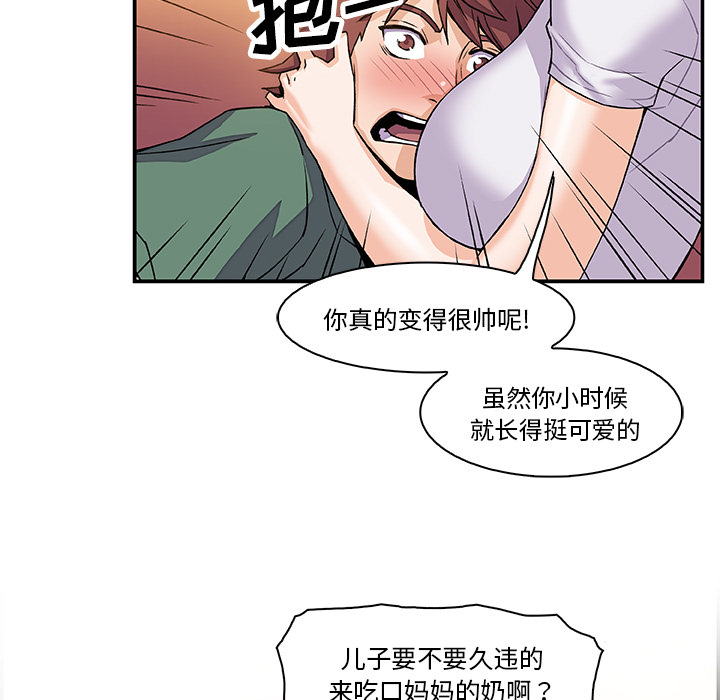 抱
你真的变得很帅呢!
虽然你小时候
就长得挺可爱的
儿子要不要久违的
来吃口妈妈的奶啊？